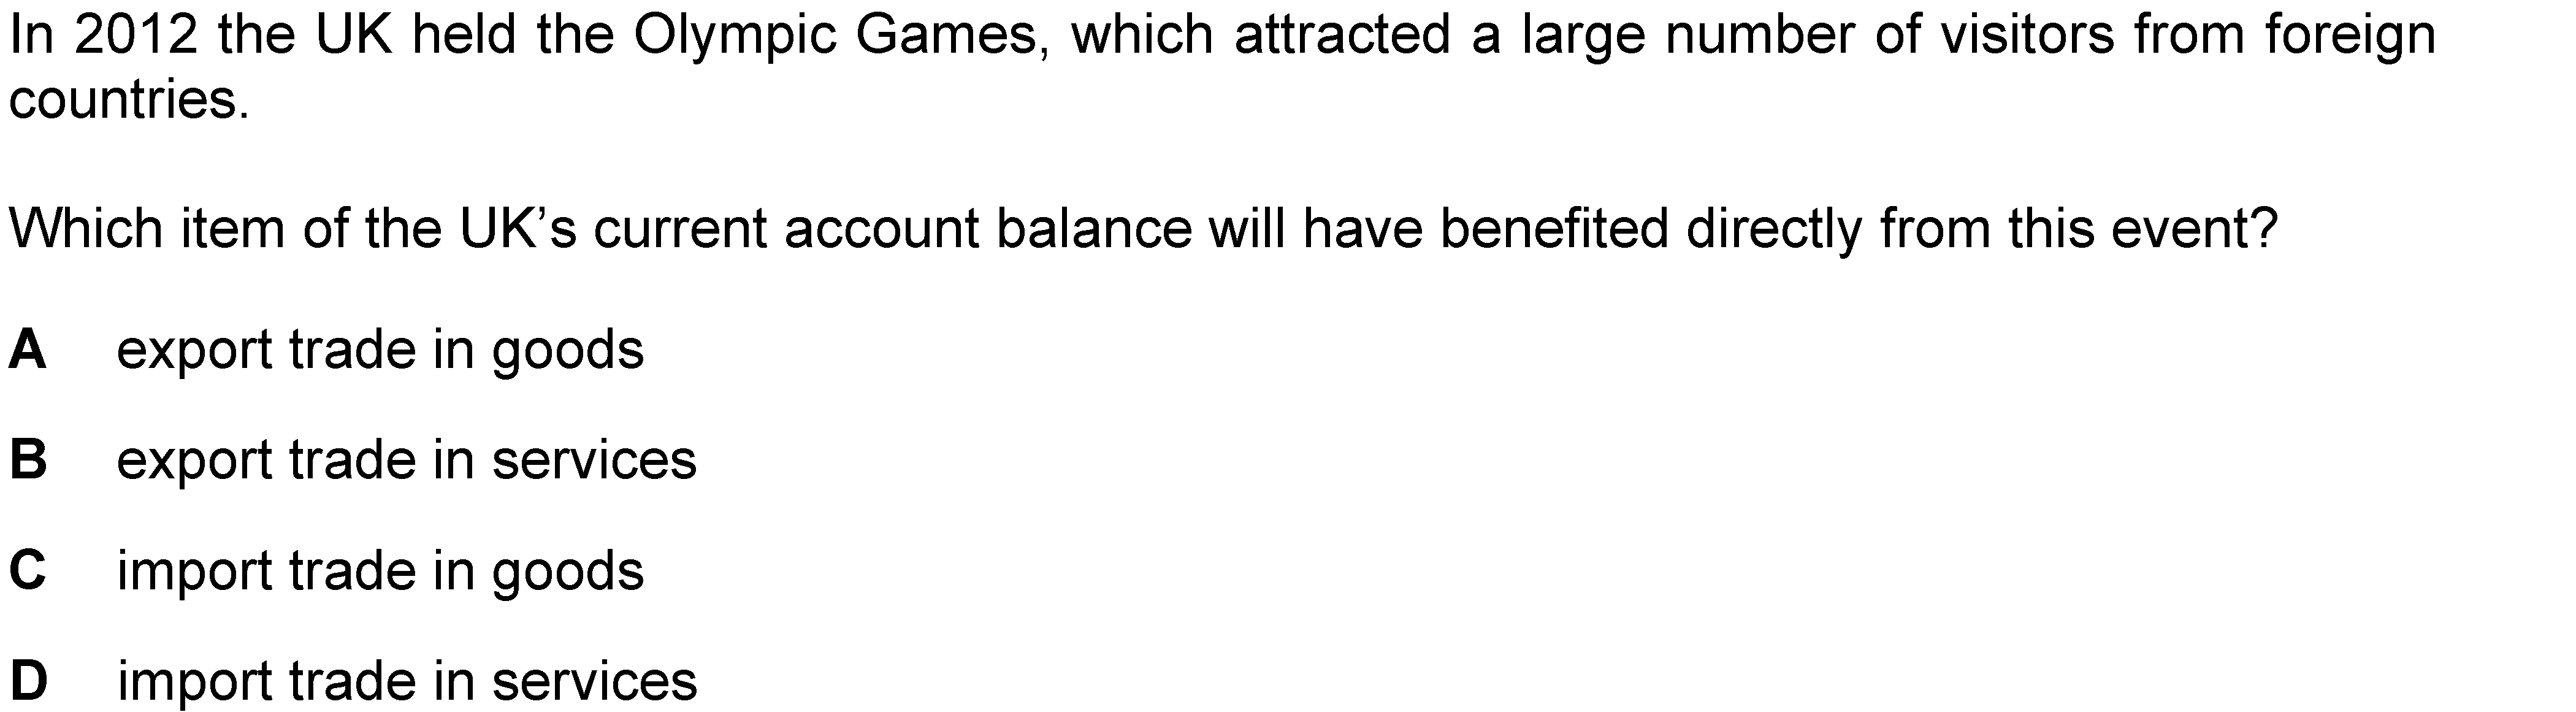 In 2012 the UK held the Olympic Games, which attracted a large number of visitors from foreign
countries.
Which item of the UK’s current account balance will have benefited directly from this event?
A export trade in goods
B export trade in services
C import trade in goods
D import trade in services